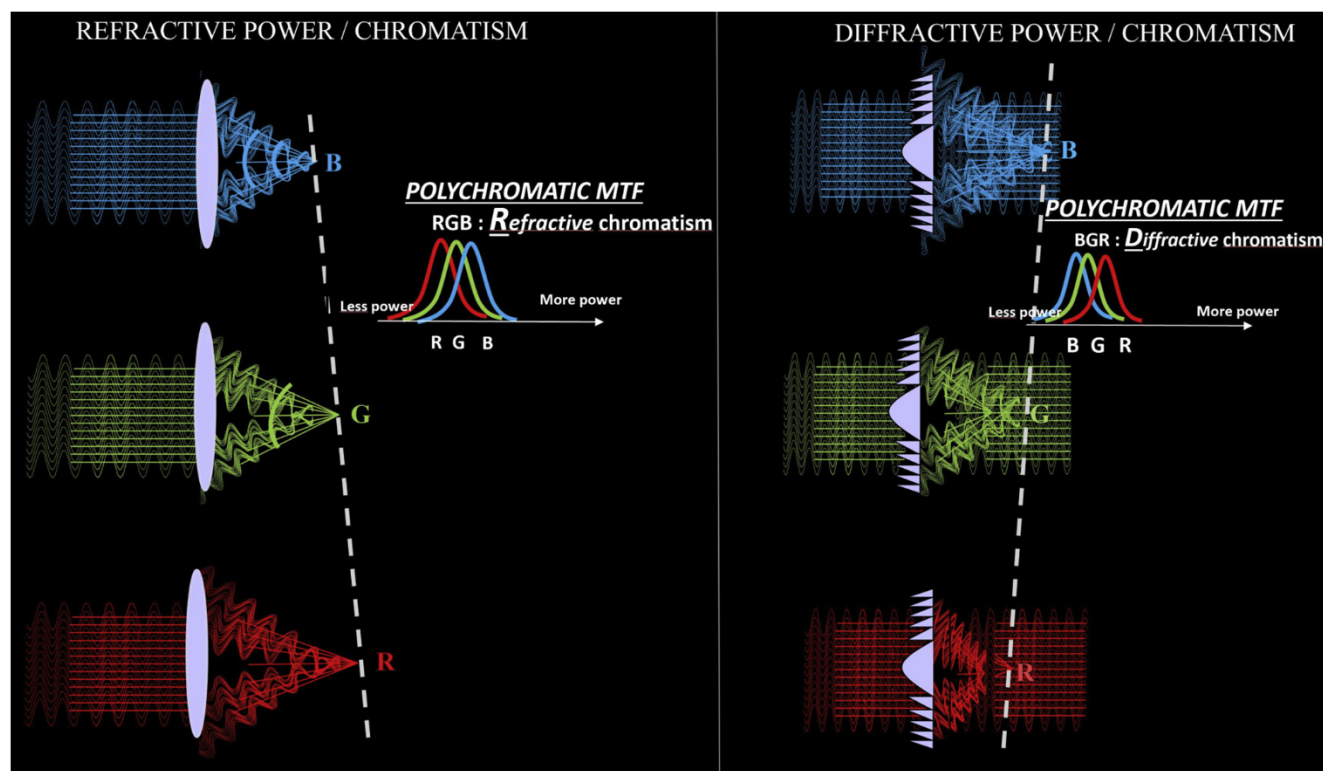 REFRACTIVE POWER / CHROMATISM
B
POLYCHROMATIC MTF
RGB : Refractive chromatism
Less power
More power
R G B
G
R
DIFFRACTIVE POWER / CHROMATISM
B
POLYCHROMATIC MTF
BGR : Diffractive chromatism
Less power
More power
B G R
G
R